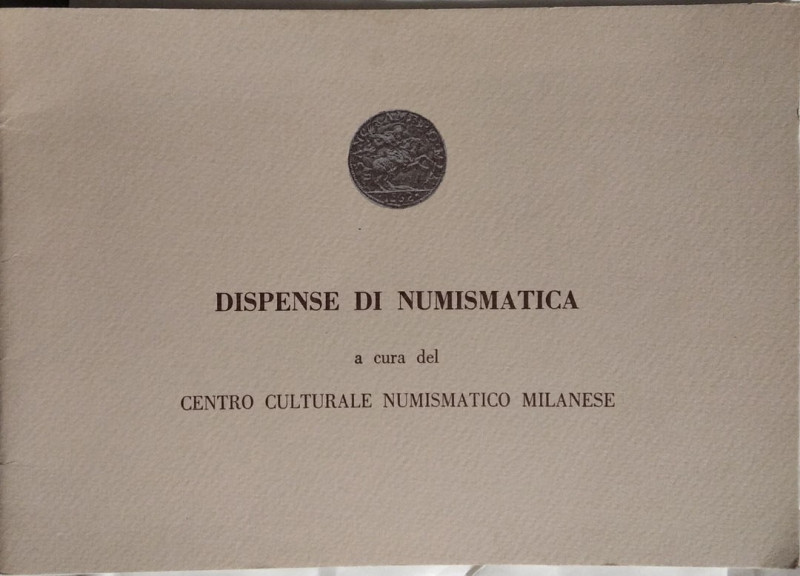 DISPENSE DI NUMISMATICA
a cura del
CENTRO CULTURALE NUMISMATICO MILANESE